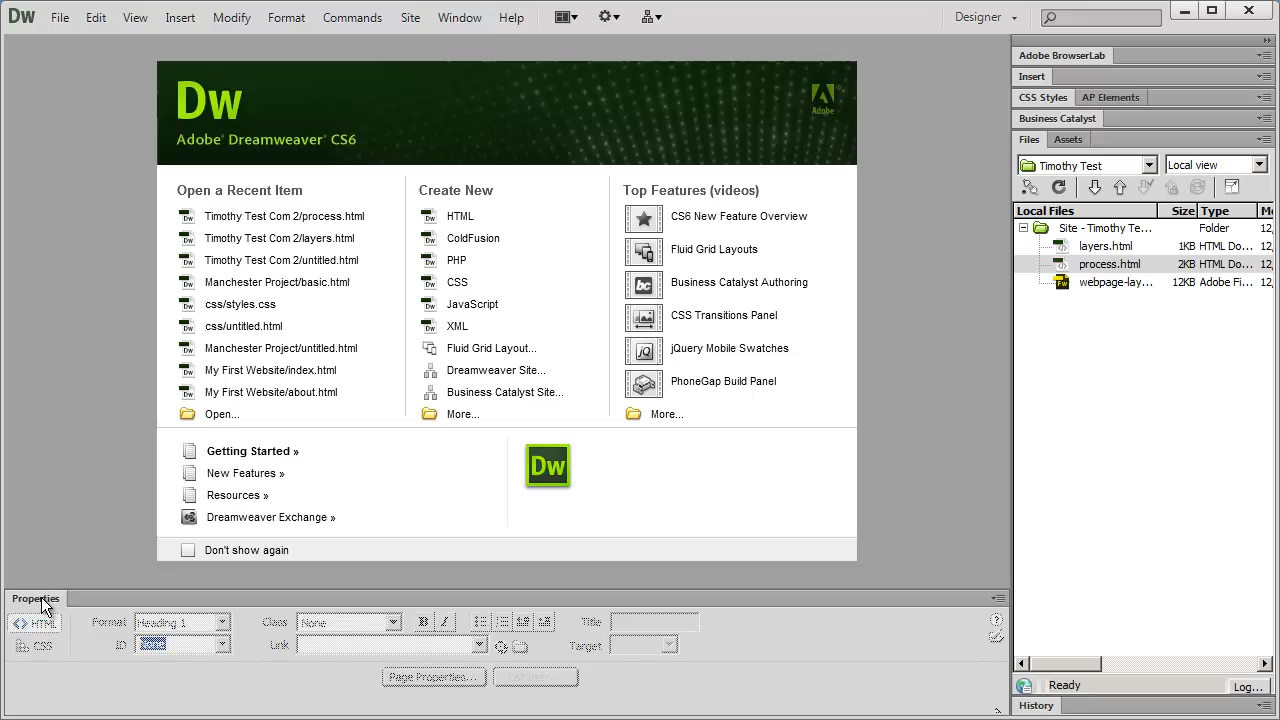 Dw File Edit View Insert Modify Format Commands Site Window Help Designer
Adobe BrowserLab
Insert
CSS Styles AP Elements
Business Catalyst
Files Assets
Timothy Test Local view
Local Files Size Type
Site - Timothy Te... Folder 12,
layers.html 1KB HTML Do... 12,
process.html 2KB HTML Do... 12,
webpage-lay... 12KB Adobe Fi... 12,
Dw
Adobe® Dreamweaver® CS6
Adobe
Open a Recent Item
Timothy Test Com 2/process.html
Timothy Test Com 2/layers.html
Timothy Test Com 2/untitled.html
Manchester Project/basic.html
css/styles.css
css/untitled.html
Manchester Project/untitled.html
My First Website/index.html
My First Website/about.html
Open...
Create New
HTML
ColdFusion
PHP
CSS
JavaScript
XML
Fluid Grid Layout...
Dreamweaver Site...
Business Catalyst Site...
More...
Top Features (videos)
CS6 New Feature Overview
Fluid Grid Layouts
Business Catalyst Authoring
CSS Transitions Panel
jQuery Mobile Swatches
PhoneGap Build Panel
More...
Getting Started »
New Features »
Resources »
Dreamweaver Exchange »
Dw
Don't show again
Properties
HTML Format Heading 1 Class None B I Title
CSS ID Link Target
Page Properties...
Ready Log...
History